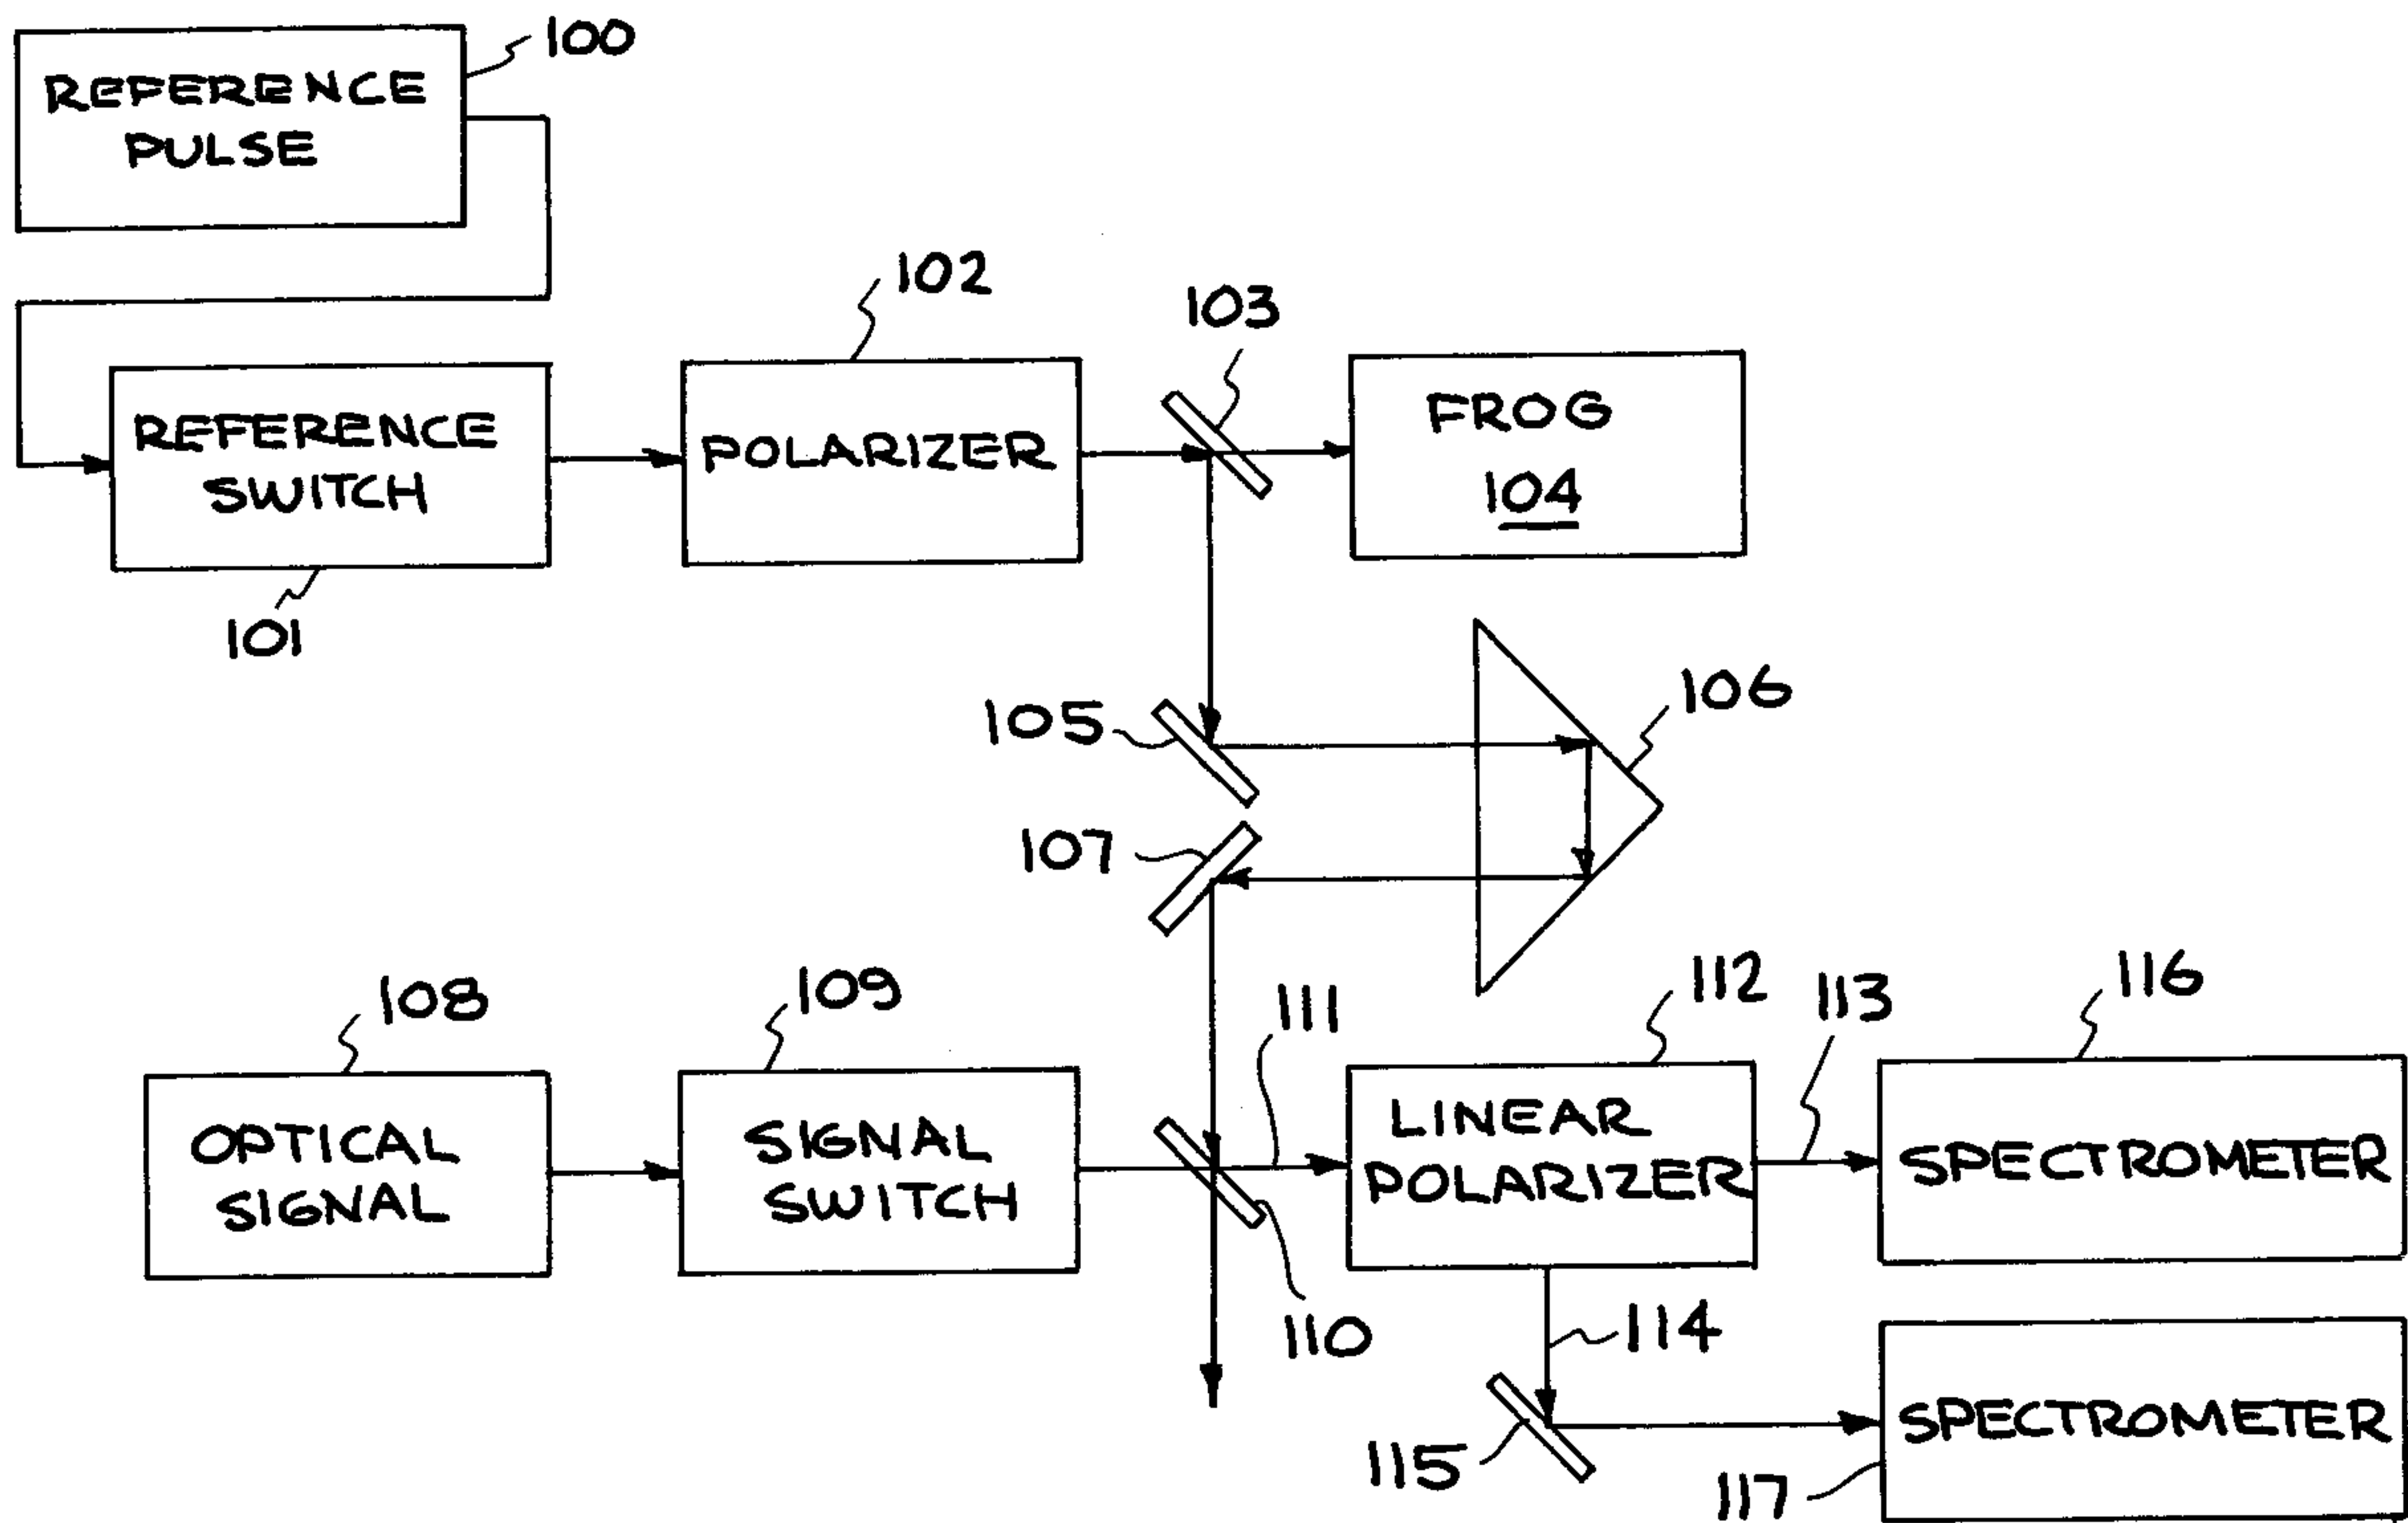 REFERENCE
PULSE
100
REFERENCE
SWITCH
101
102
POLARIZER
103
FROG
104
105
106
107
108
OPTICAL
SIGNAL
109
SIGNAL
SWITCH
110
111
112
LINEAR
POLARIZER
113
114
115
116
SPECTROMETER
SPECTROMETER
117